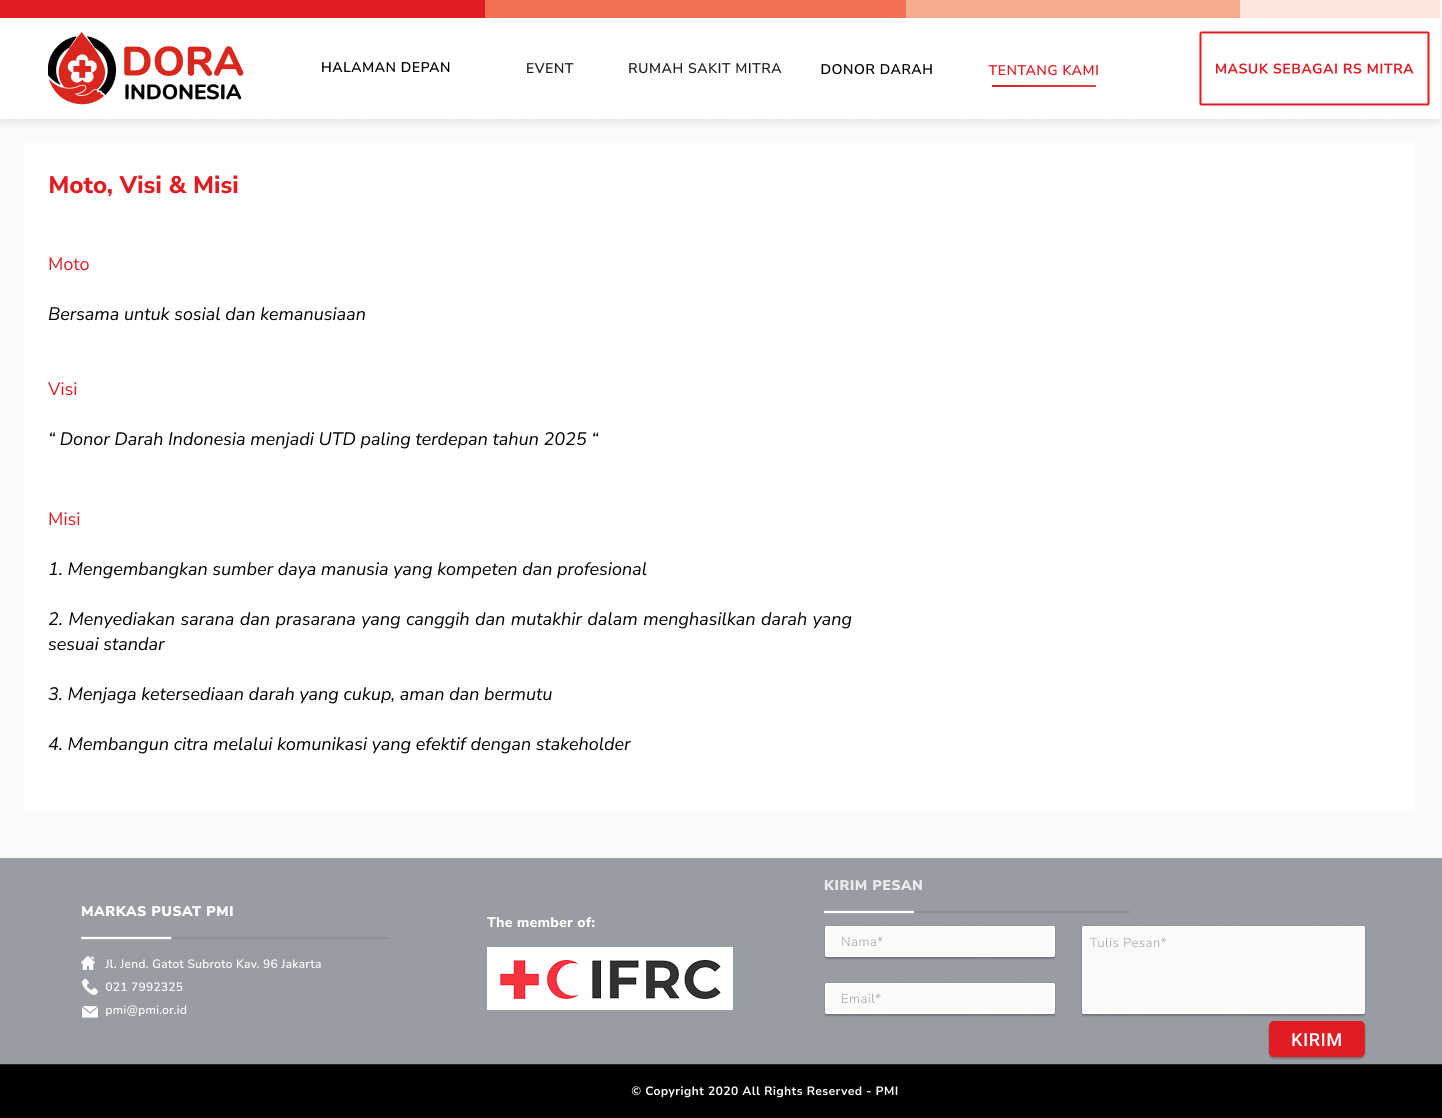 DORA
INDONESIA
HALAMAN DEPAN
EVENT
RUMAH SAKIT MITRA
DONOR DARAH
TENTANG KAMI
MASUK SEBAGAI RS MITRA
Moto, Visi & Misi
Moto
Bersama untuk sosial dan kemanusiaan
Visi
“ Donor Darah Indonesia menjadi UTD paling terdepan tahun 2025 “
Misi
1. Mengembangkan sumber daya manusia yang kompeten dan profesional
2. Menyediakan sarana dan prasarana yang canggih dan mutakhir dalam menghasilkan darah yang
sesuai standar
3. Menjaga ketersediaan darah yang cukup, aman dan bermutu
4. Membangun citra melalui komunikasi yang efektif dengan stakeholder
MARKAS PUSAT PMI
Jl. Jend. Gatot Subroto Kav. 96 Jakarta
021 7992325
pmi@pmi.or.id
The member of:
IFRC
KIRIM PESAN
Nama*
Email*
Tulis Pesan*
KIRIM
© Copyright 2020 All Rights Reserved - PMI